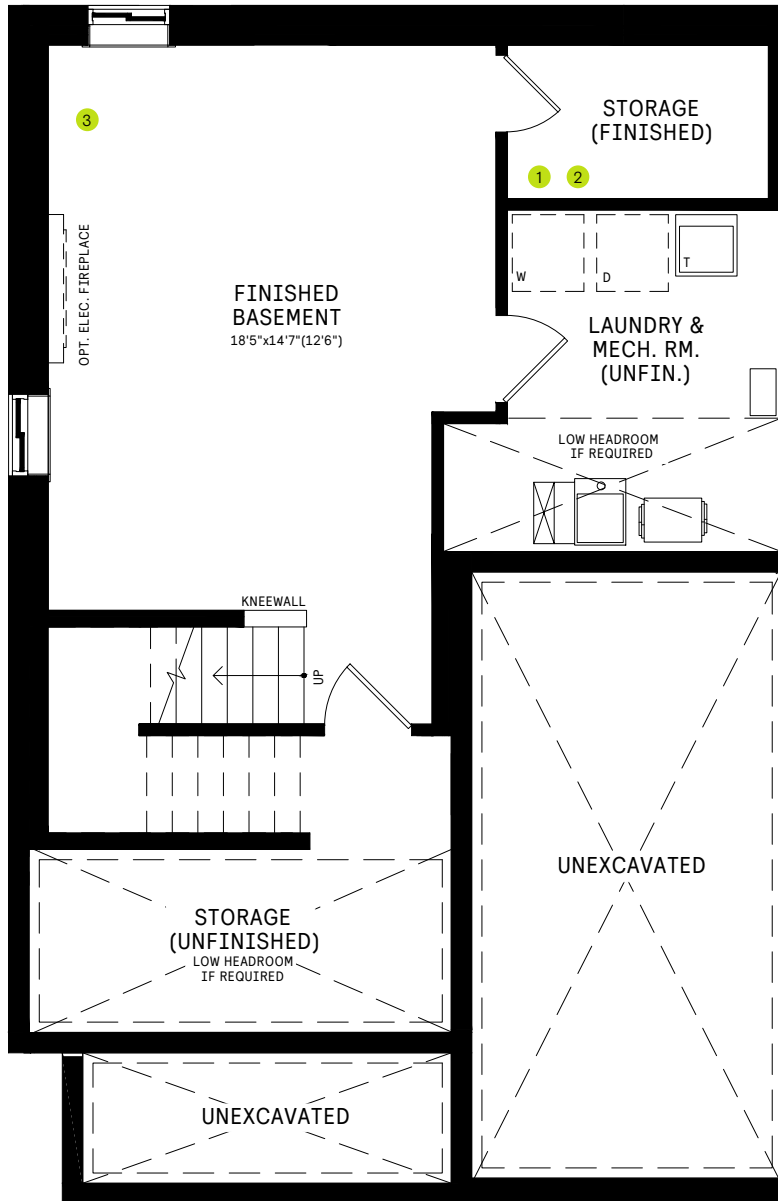 3
STORAGE
(FINISHED)
1 2
W
D
T
OPT. ELEC. FIREPLACE
FINISHED
BASEMENT
18'5"x14'7"(12'6")
LAUNDRY &
MECH. RM.
(UNFIN.)
LOW HEADROOM
IF REQUIRED
KNEEWALL
UP
UNEXCAVATED
STORAGE
(UNFINISHED)
LOW HEADROOM
IF REQUIRED
UNEXCAVATED